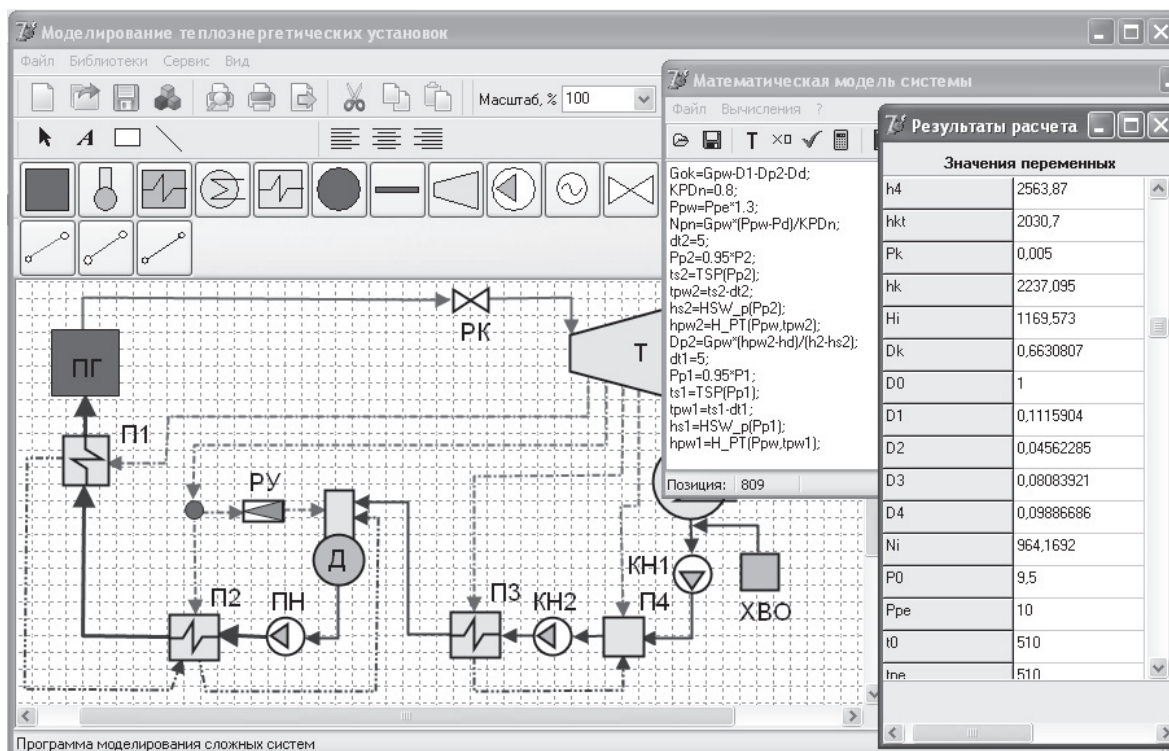 Моделирование теплоэнергетических установок
Файл Библиотеки Сервис Вид
Масштаб, % 100
A
ПГ
РК
Т
П1
РУ
Д
П2
ПН
П3
КН2
П4
КН1
ХВО
Программа моделирования сложных систем
Математическая модель системы
Файл Вычисления ?
T
Gok=Gpw-D1-Dp2-Dd;
KPDn=0.8;
Ppw=Ppe*1.3;
Npn=Gpw*(Ppw-Pd)/KPDn;
dt2=5;
Pp2=0.95*P2;
ts2=TSP(Pp2);
tpw2=ts2-dt2;
hs2=HSW_p(Pp2);
hpw2=H_PT(Ppw,tpw2);
Dp2=Gpw*(hpw2-hd)/(h2-hs2);
dt1=5;
Pp1=0.95*P1;
ts1=TSP(Pp1);
tpw1=ts1-dt1;
hs1=HSW_p(Pp1);
hpw1=H_PT(Ppw,tpw1);
Позиция: 809
Результаты расчета
Значения переменных
h4 2563,87
hkt 2030,7
Pk 0,005
hk 2237,095
Hi 1169,573
Dk 0,6630807
D0 1
D1 0,1115904
D2 0,04562285
D3 0,08083921
D4 0,09886686
Ni 964,1692
P0 9,5
Ppe 10
t0 510
tpe 510